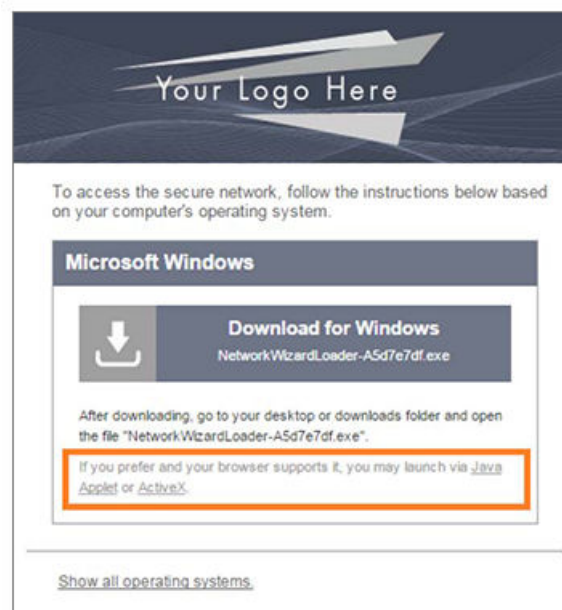 Your Logo Here
To access the secure network, follow the instructions below based
on your computer's operating system.
Microsoft Windows
Download for Windows
NetworkWizardLoader-A5d7e7df.exe
After downloading, go to your desktop or downloads folder and open
the file "NetworkWizardLoader-A5d7e7df.exe".
If you prefer and your browser supports it, you may launch via Java
Applet or ActiveX.
Show all operating systems.